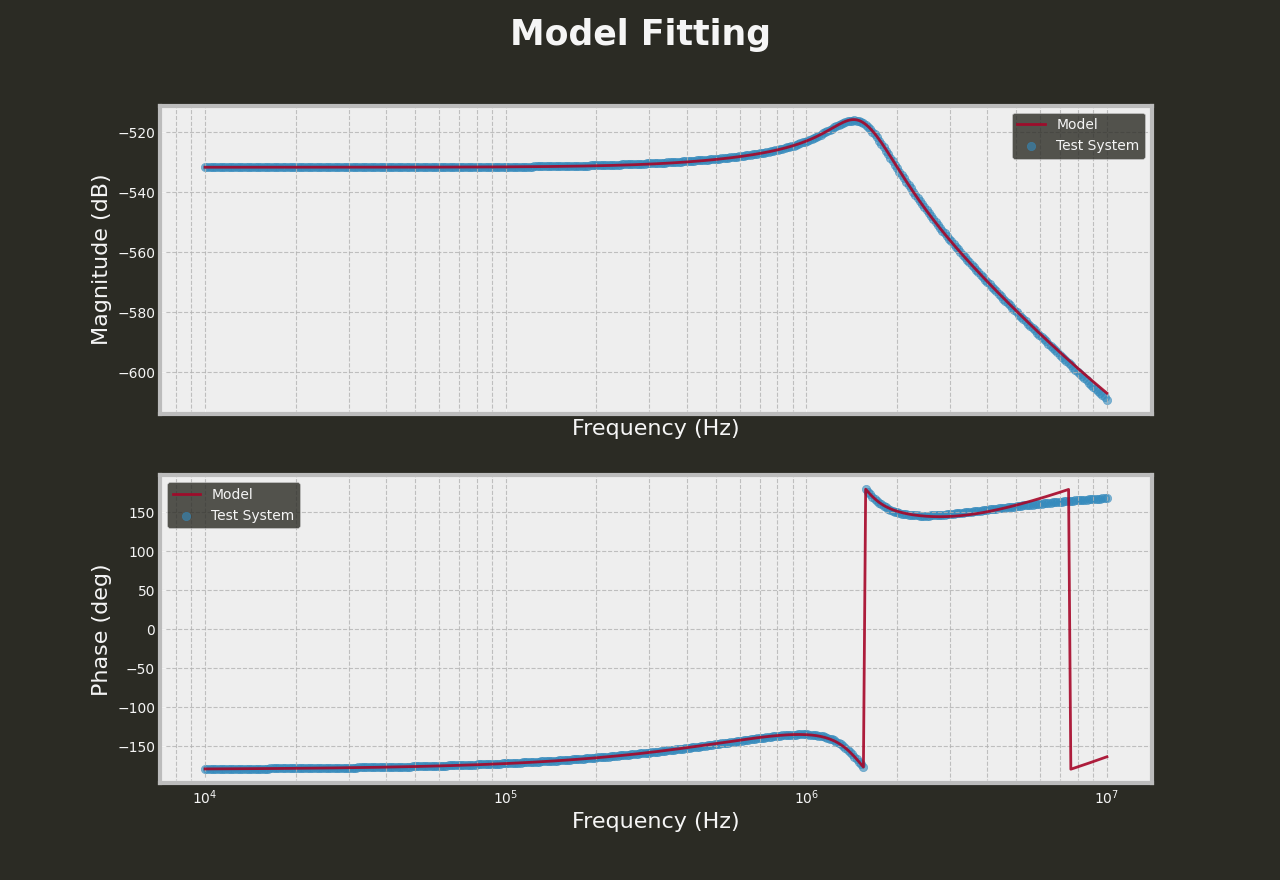 Model Fitting
Magnitude (dB)
−520
−540
−560
−580
−600
Model
Test System
Frequency (Hz)
Phase (deg)
150
100
50
0
−50
−100
−150
Model
Test System
10⁴
10⁵
10⁶
10⁷
Frequency (Hz)